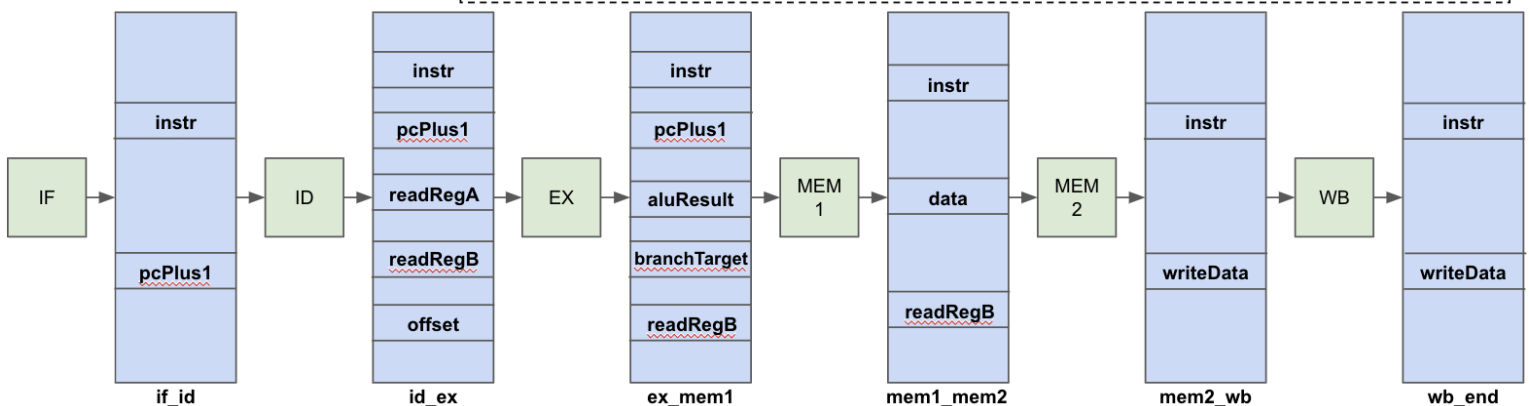 IF
instr
pcPlus1
if_id
ID
instr
pcPlus1
readRegA
readRegB
offset
id_ex
EX
instr
pcPlus1
aluResult
branchTarget
readRegB
ex_mem1
MEM
1
instr
data
readRegB
mem1_mem2
MEM
2
instr
writeData
mem2_wb
WB
instr
writeData
wb_end